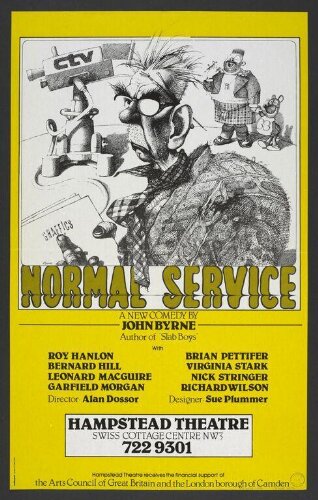 ctv
GRAFFICS
NORMAL SERVICE
A NEW COMEDY BY
JOHN BYRNE
Author of 'Slab Boys'
With
ROY HANLON
BERNARD HILL
LEONARD MACGUIRE
GARFIELD MORGAN
BRIAN PETTIFER
VIRGINIA STARK
NICK STRINGER
RICHARD WILSON
Director Alan Dossor
Designer Sue Plummer
HAMPSTEAD THEATRE
SWISS COTTAGE CENTRE NW3
722 9301
Hampstead Theatre receives the financial support of
the Arts Council of Great Britain and the London borough of Camden